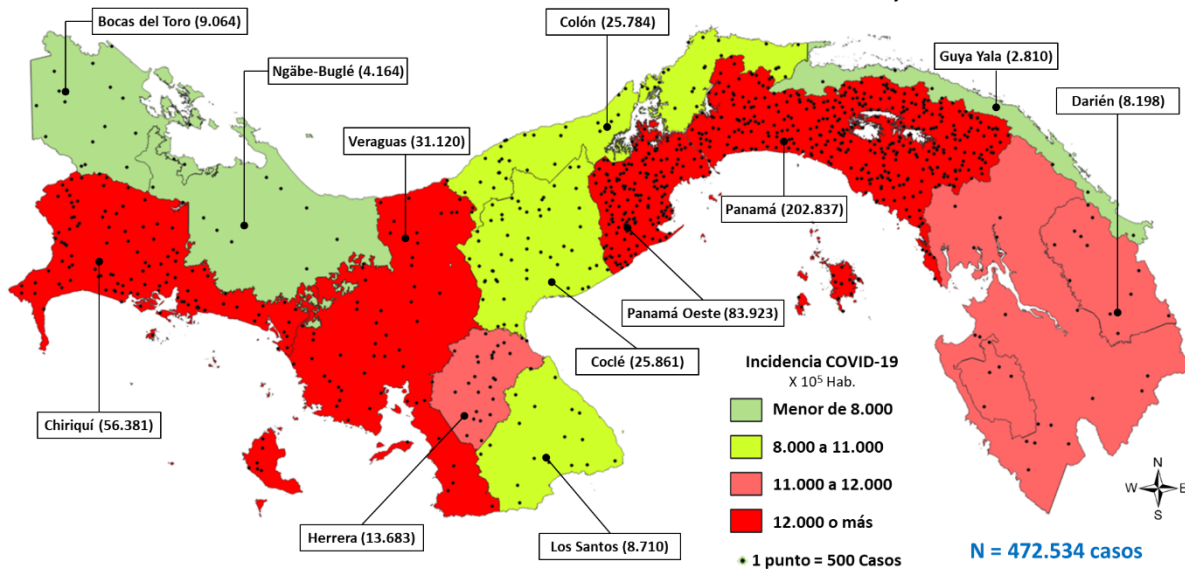 Bocas del Toro (9.064)
Colón (25.784)
Guya Yala (2.810)
Ngäbe-Buglé (4.164)
Darién (8.198)
Veraguas (31.120)
Panamá (202.837)
Panamá Oeste (83.923)
Coclé (25.861)
Chiriquí (56.381)
Herrera (13.683)
Los Santos (8.710)
Incidencia COVID-19
X 10⁵ Hab.
Menor de 8.000
8.000 a 11.000
11.000 a 12.000
12.000 o más
1 punto = 500 Casos
N
W E
S
N = 472.534 casos